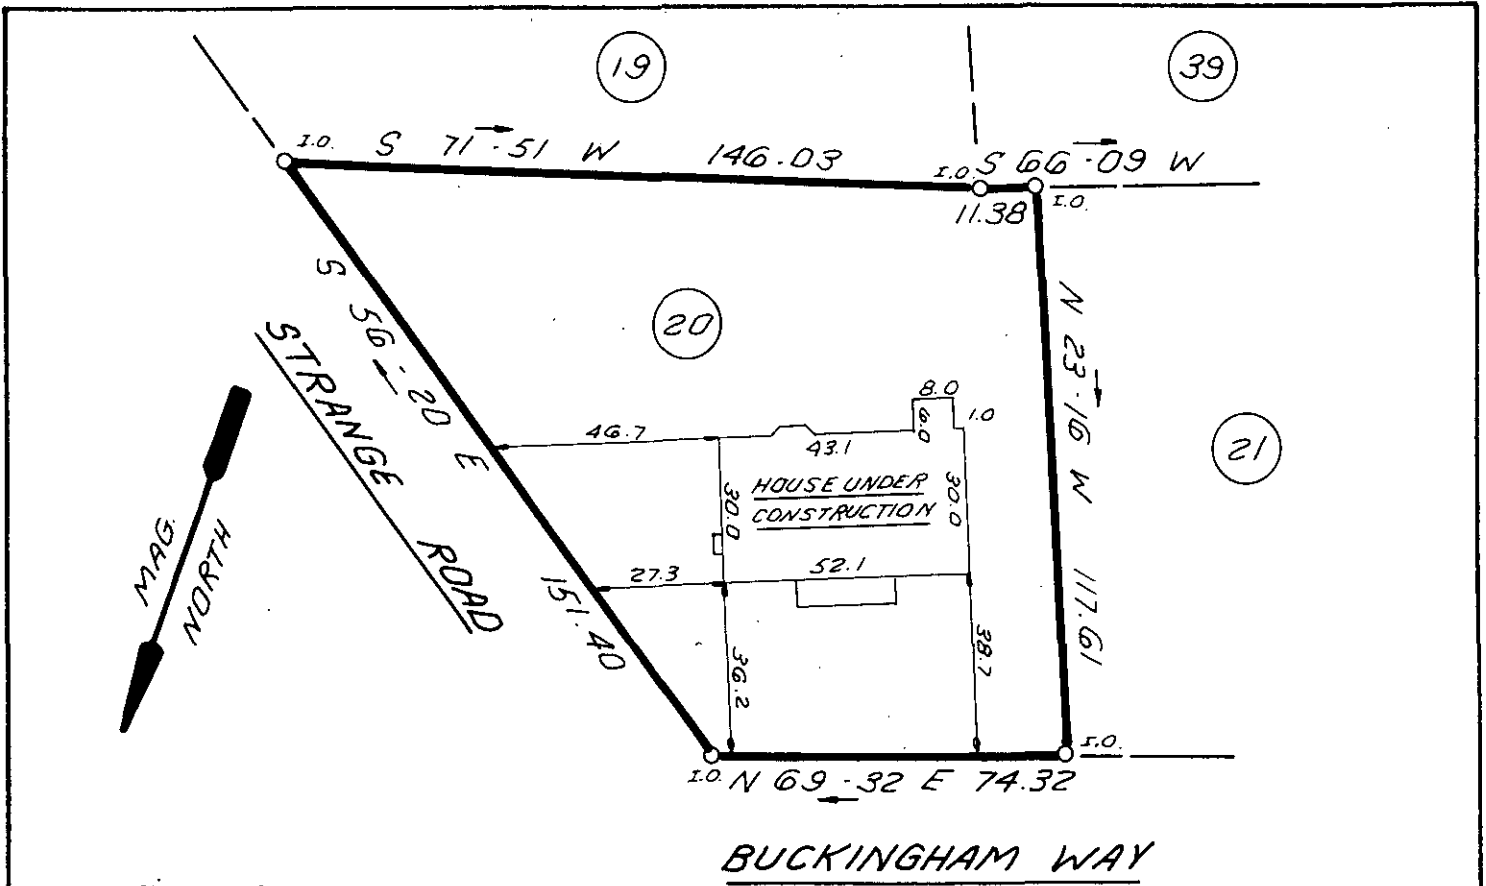 19
39
I.O. S 71-51 W 146.03
I.O. S 66-09 W
11.38 I.O.
S 56-20 E 151.40
STRANGE ROAD
20
N 23-16 W 117.61
21
8.0
6.0
1.0
46.7
43.1
HOUSE UNDER
CONSTRUCTION
30.0
30.0
27.3
52.1
36.2
38.7
MAG.
NORTH
I.O. N 69-32 E 74.32
I.O.
BUCKINGHAM WAY